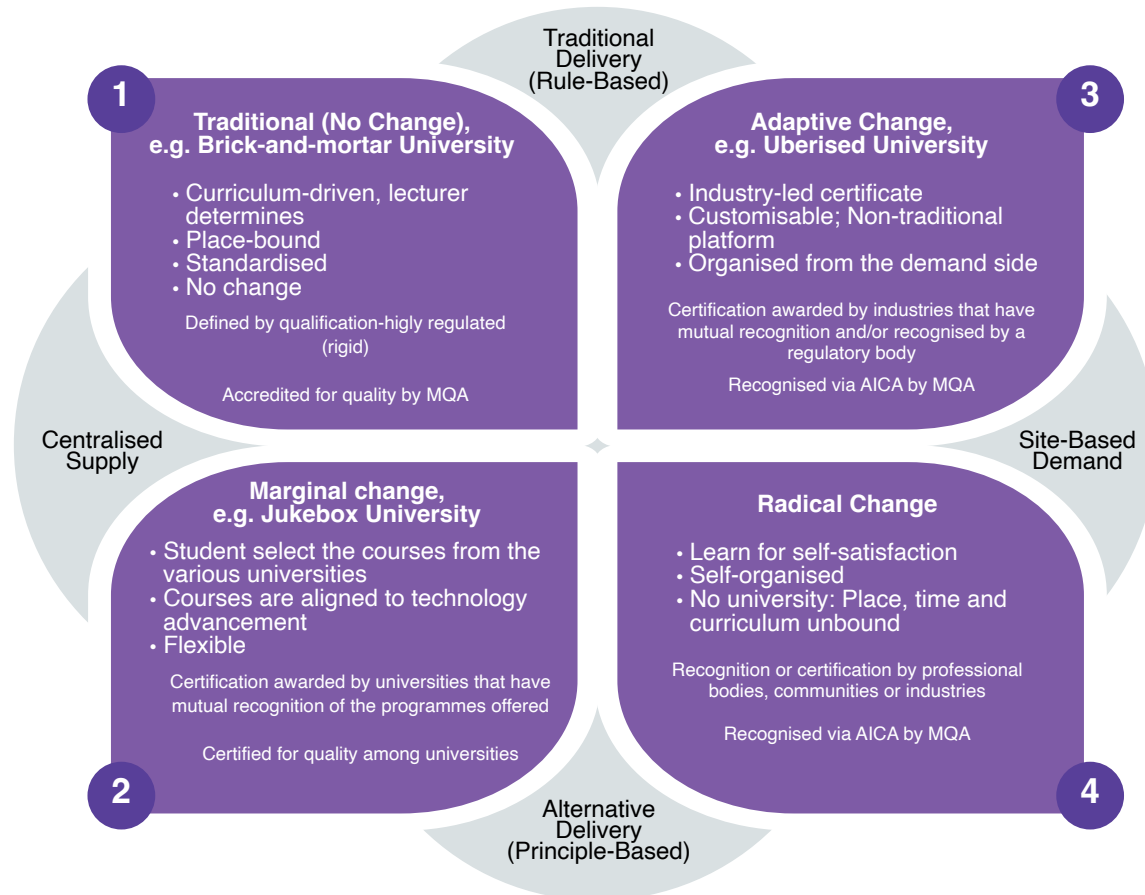 Traditional
Delivery
(Rule-Based)
1
Traditional (No Change),
e.g. Brick-and-mortar University
• Curriculum-driven, lecturer
determines
• Place-bound
• Standardised
• No change
Defined by qualification-higly regulated
(rigid)
Accredited for quality by MQA
3
Adaptive Change,
e.g. Uberised University
• Industry-led certificate
• Customisable; Non-traditional
platform
• Organised from the demand side
Certification awarded by industries that have
mutual recognition and/or recognised by a
regulatory body
Recognised via AICA by MQA
Centralised
Supply
Site-Based
Demand
Marginal change,
e.g. Jukebox University
• Student select the courses from the
various universities
• Courses are aligned to technology
advancement
• Flexible
Certification awarded by universities that have
mutual recognition of the programmes offered
Certified for quality among universities
2
Radical Change
• Learn for self-satisfaction
• Self-organised
• No university: Place, time and
curriculum unbound
Recognition or certification by professional
bodies, communities or industries
Recognised via AICA by MQA
4
Alternative
Delivery
(Principle-Based)